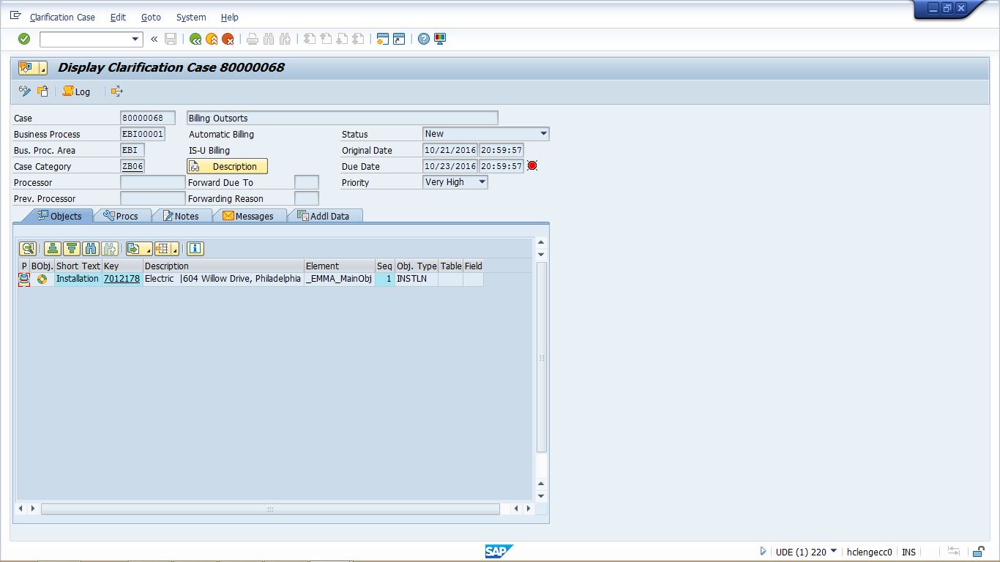 Clarification Case Edit Goto System Help
Display Clarification Case 80000068
Log
Case 80000068 Billing Outsorts
Business Process EBI00001 Automatic Billing Status New
Bus. Proc. Area EBI IS-U Billing Original Date 10/21/2016 20:59:57
Case Category ZB06 Description Due Date 10/23/2016 20:59:57
Processor Forward Due To Priority Very High
Prev. Processor Forwarding Reason
Objects Procs Notes Messages Addl Data
P BObj. Short Text Key Description Element Seq Obj. Type Table Field
Installation 7012178 Electric |604 Willow Drive, Philadelphia _EMMA_MainObj 1 INSTLN
SAP UDE (1) 220 hclengecc0 INS